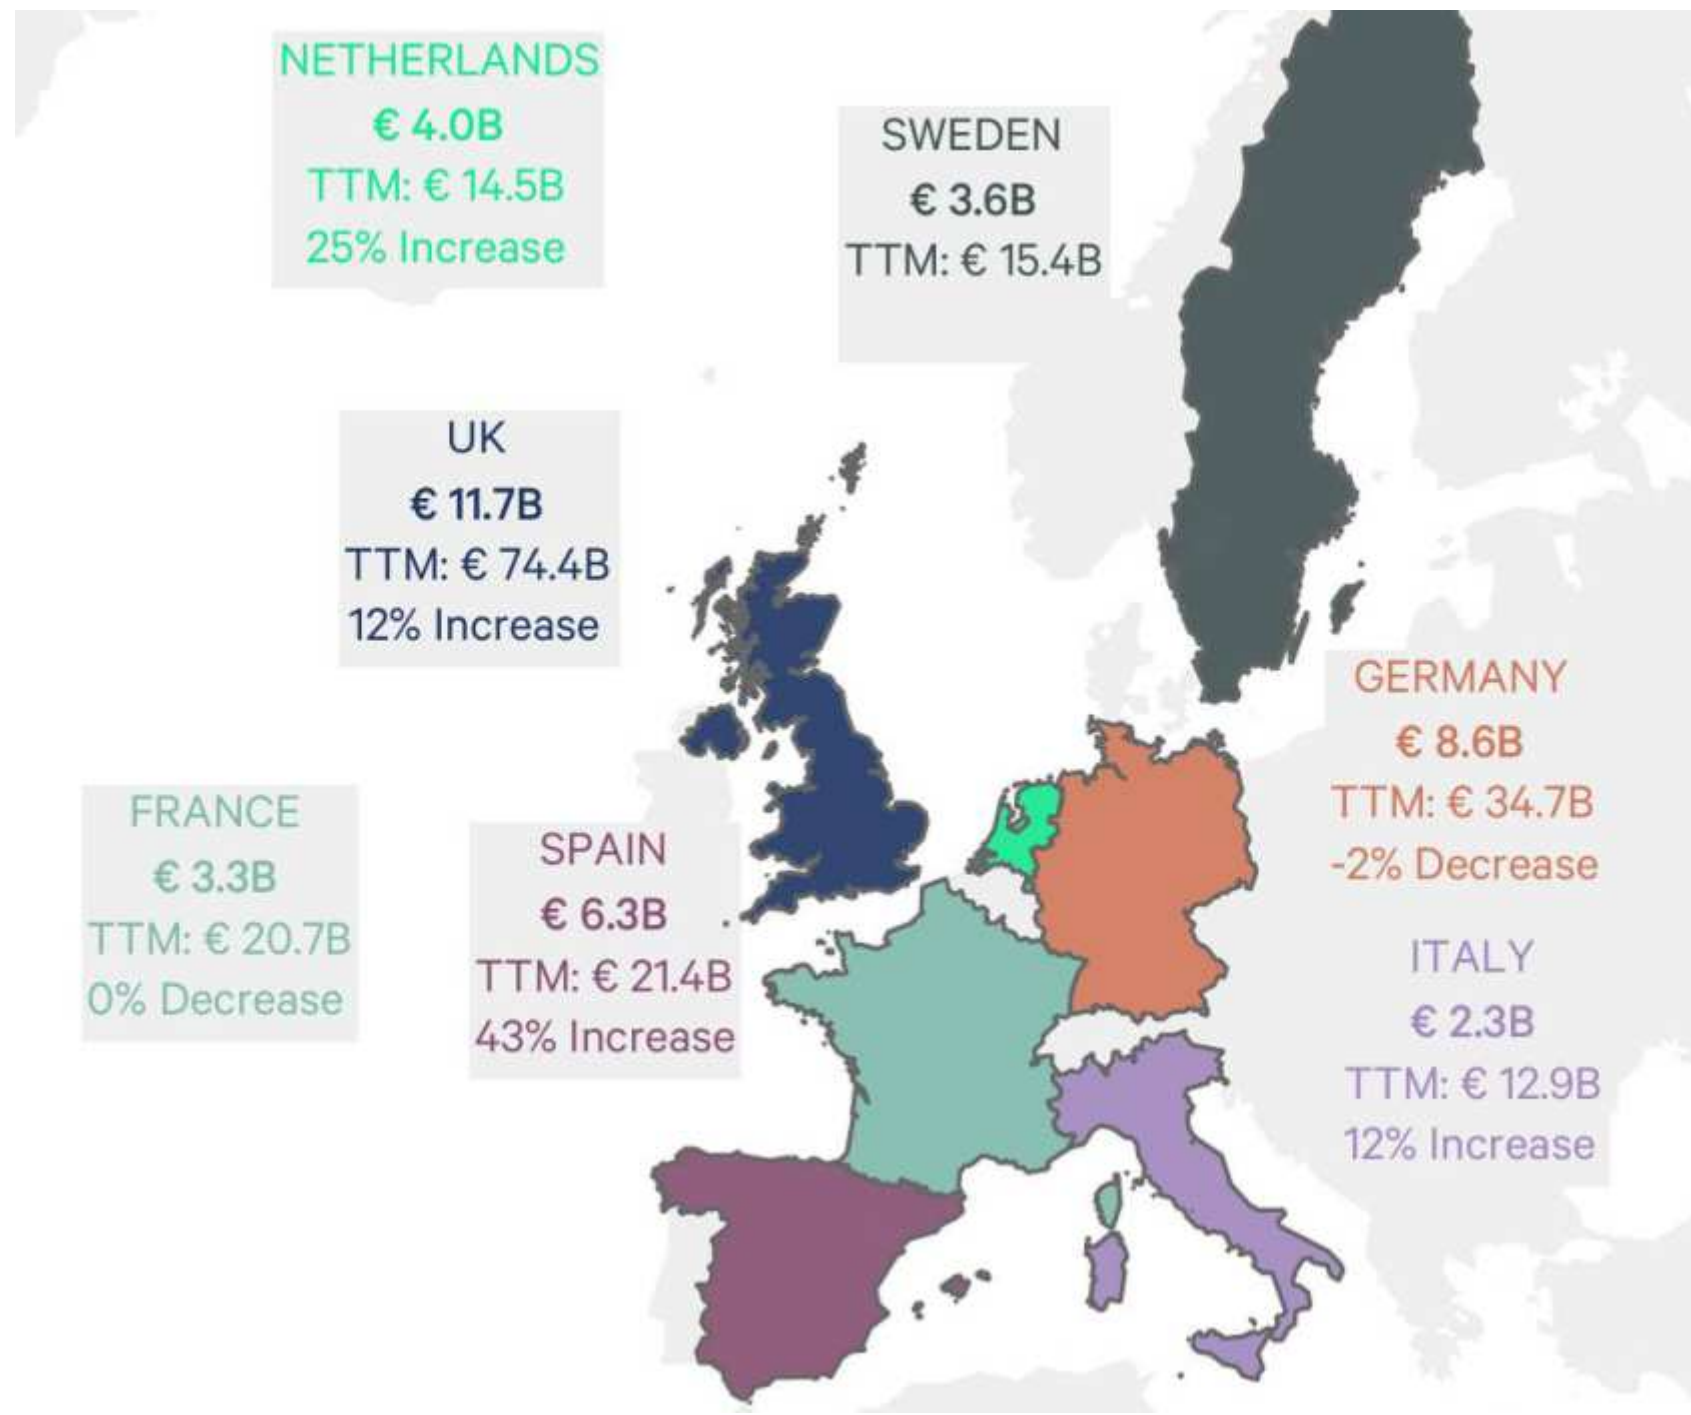 NETHERLANDS
€ 4.0B
TTM: € 14.5B
25% Increase
SWEDEN
€ 3.6B
TTM: € 15.4B
UK
€ 11.7B
TTM: € 74.4B
12% Increase
GERMANY
€ 8.6B
TTM: € 34.7B
-2% Decrease
FRANCE
€ 3.3B
TTM: € 20.7B
0% Decrease
SPAIN
€ 6.3B
TTM: € 21.4B
43% Increase
ITALY
€ 2.3B
TTM: € 12.9B
12% Increase